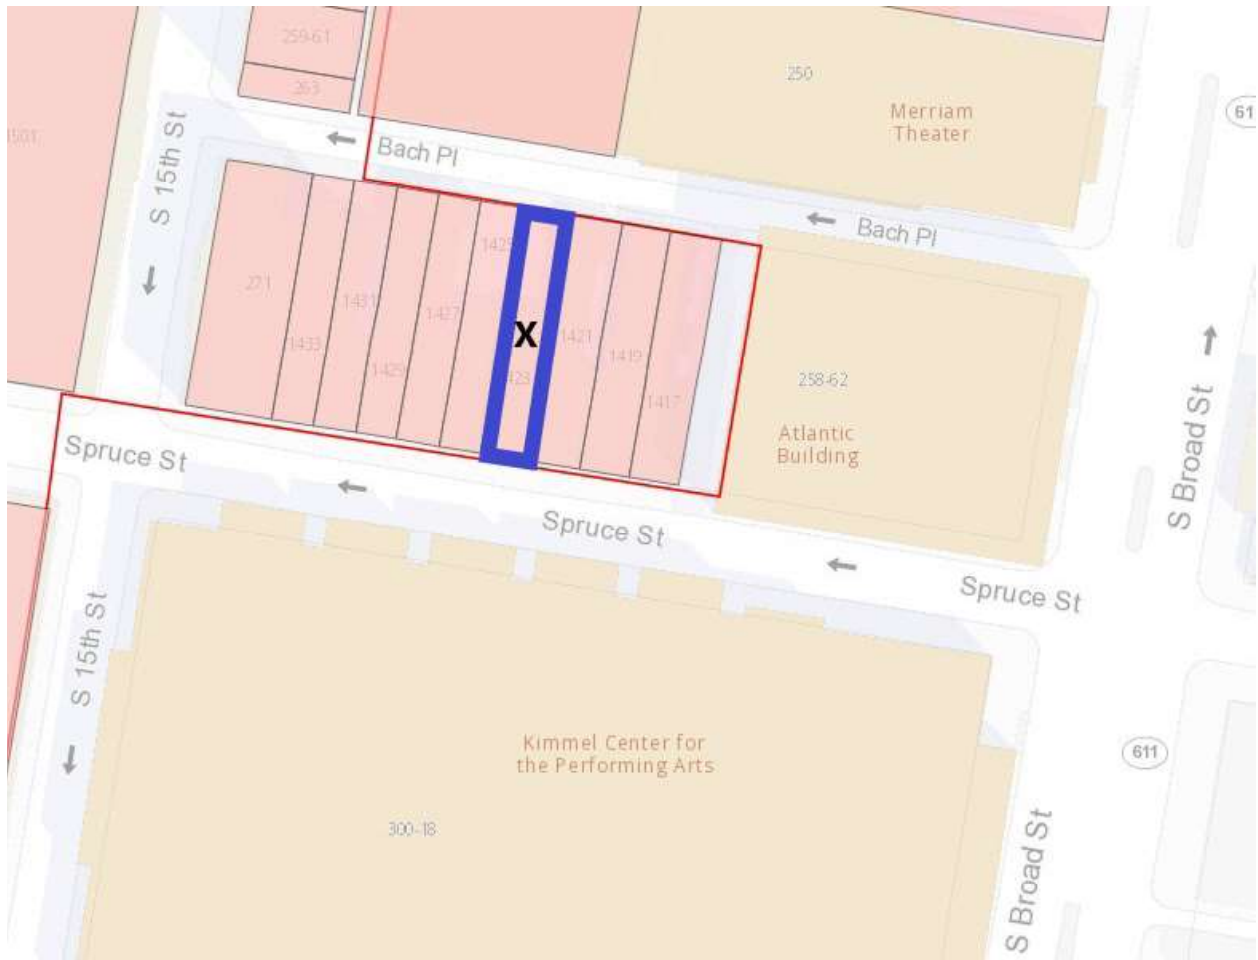 259-61
263
250
Merriam
Theater
61
1501
S 15th St
Bach Pl
Bach Pl
271
1433
1431
1429
1427
1425
X
423
1421
1419
1417
258-62
Atlantic
Building
S Broad St
Spruce St
Spruce St
Spruce St
S 15th St
Kimmel Center for
the Performing Arts
300-18
611
S Broad St